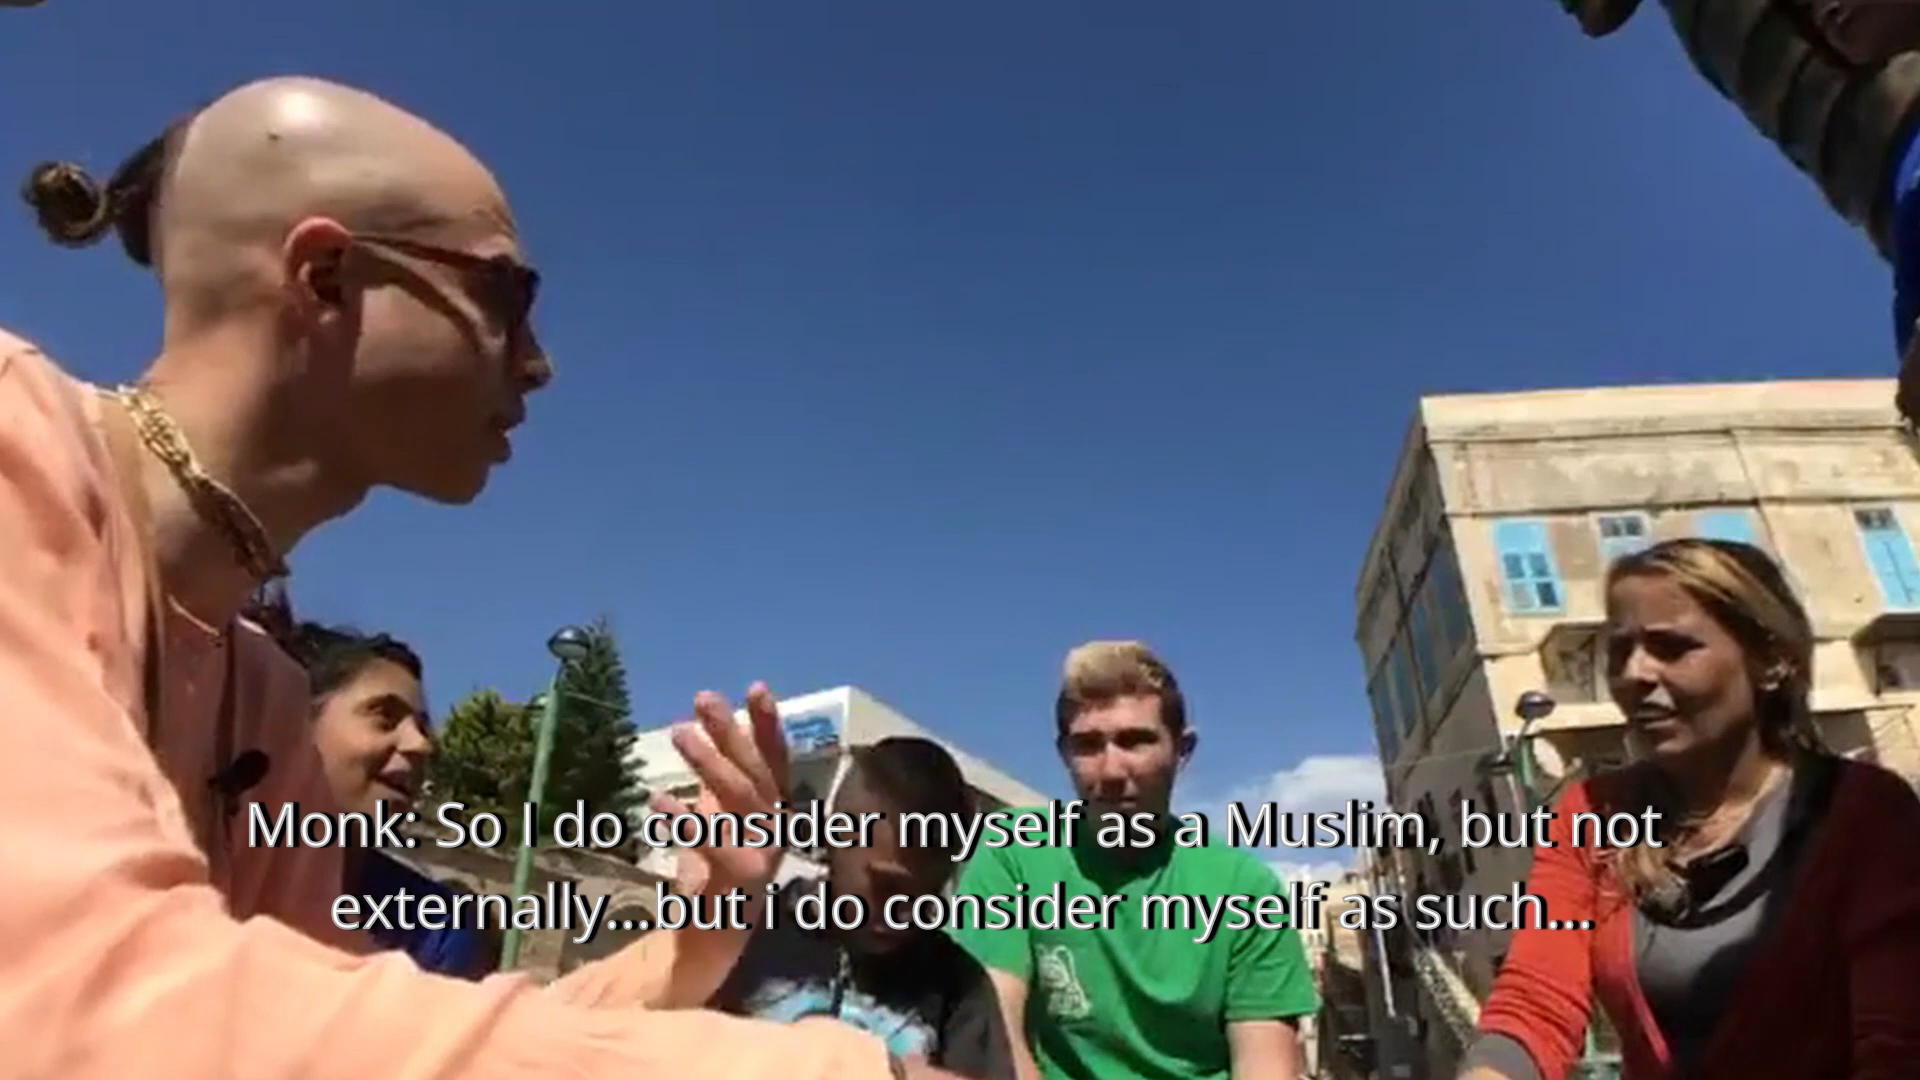 Monk: So I do consider myself as a Muslim, but not
externally...but i do consider myself as such...